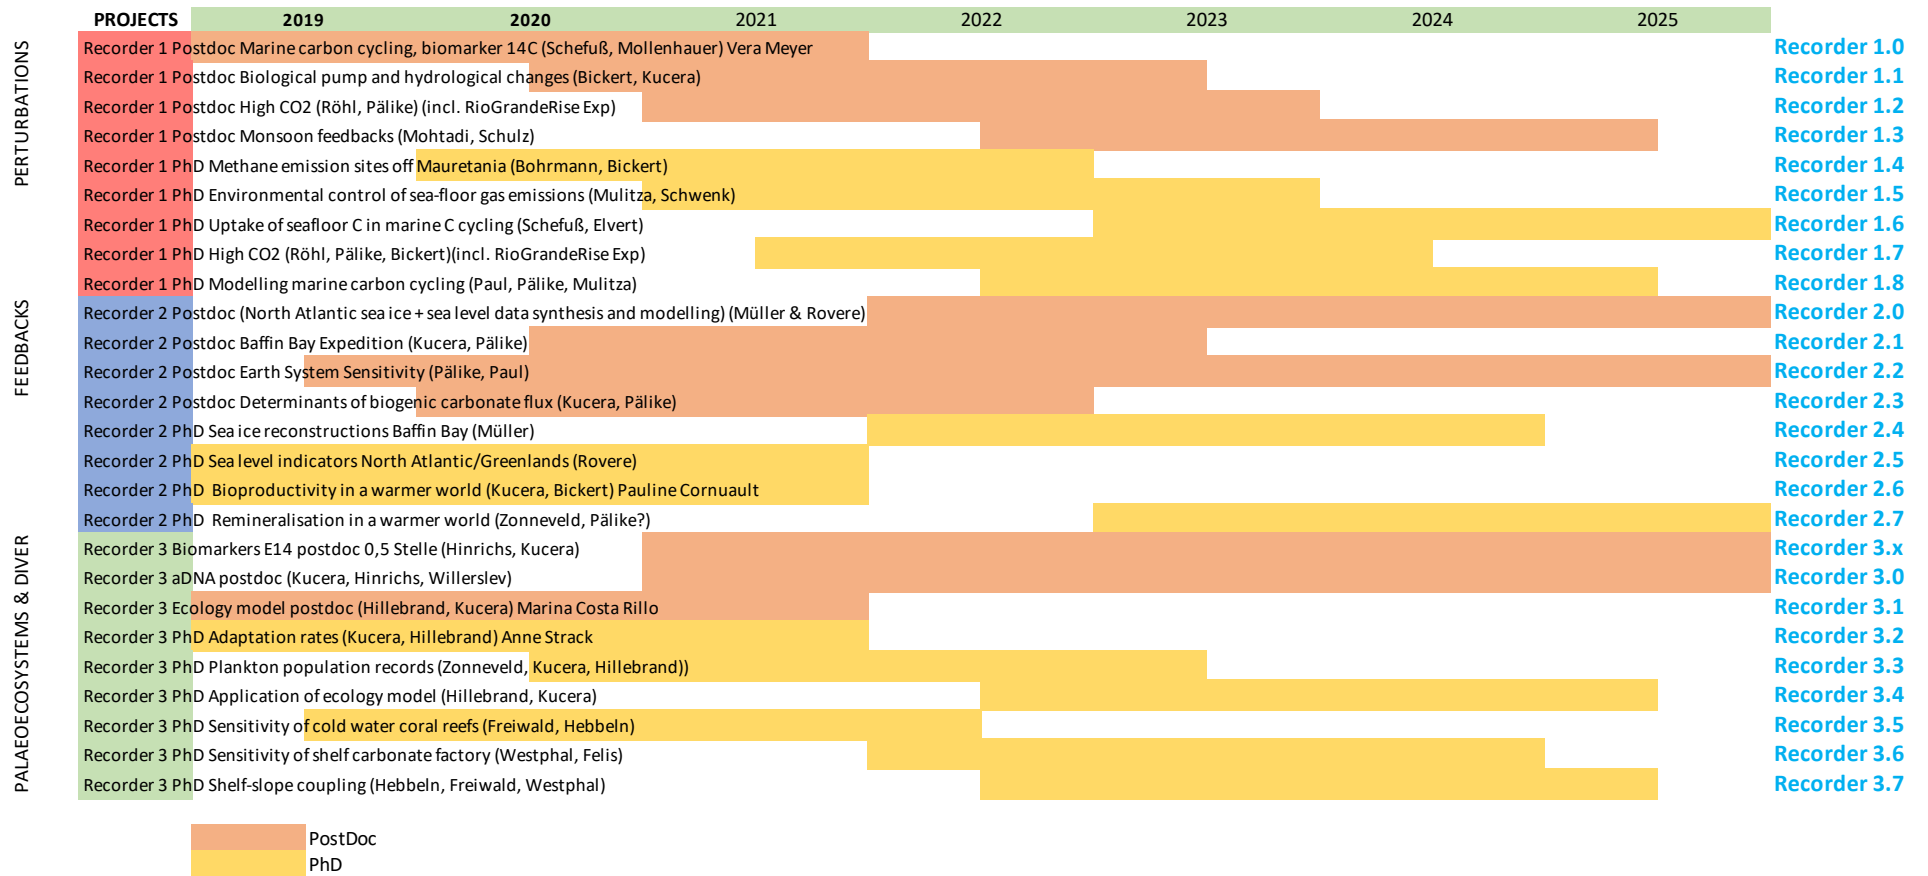 PROJECTS 2019 2020 2021 2022 2023 2024 2025
PERTURBATIONS
Recorder 1 Postdoc Marine carbon cycling, biomarker 14C (Schefuß, Mollenhauer) Vera Meyer Recorder 1.0
Recorder 1 Postdoc Biological pump and hydrological changes (Bickert, Kucera) Recorder 1.1
Recorder 1 Postdoc High CO2 (Röhl, Pälike) (incl. RioGrandeRise Exp) Recorder 1.2
Recorder 1 Postdoc Monsoon feedbacks (Mohtadi, Schulz) Recorder 1.3
Recorder 1 PhD Methane emission sites off Mauretania (Bohrmann, Bickert) Recorder 1.4
Recorder 1 PhD Environmental control of sea-floor gas emissions (Mulitza, Schwenk) Recorder 1.5
Recorder 1 PhD Uptake of seafloor C in marine C cycling (Schefuß, Elvert) Recorder 1.6
Recorder 1 PhD High CO2 (Röhl, Pälike, Bickert)(incl. RioGrandeRise Exp) Recorder 1.7
Recorder 1 PhD Modelling marine carbon cycling (Paul, Pälike, Mulitza) Recorder 1.8
FEEDBACKS
Recorder 2 Postdoc (North Atlantic sea ice + sea level data synthesis and modelling) (Müller & Rovere) Recorder 2.0
Recorder 2 Postdoc Baffin Bay Expedition (Kucera, Pälike) Recorder 2.1
Recorder 2 Postdoc Earth System Sensitivity (Pälike, Paul) Recorder 2.2
Recorder 2 Postdoc Determinants of biogenic carbonate flux (Kucera, Pälike) Recorder 2.3
Recorder 2 PhD Sea ice reconstructions Baffin Bay (Müller) Recorder 2.4
Recorder 2 PhD Sea level indicators North Atlantic/Greenlands (Rovere) Recorder 2.5
Recorder 2 PhD Bioproductivity in a warmer world (Kucera, Bickert) Pauline Cornuault Recorder 2.6
Recorder 2 PhD Remineralisation in a warmer world (Zonneveld, Pälike?) Recorder 2.7
PALAEOECOSYSTEMS & DIVER
Recorder 3 Biomarkers E14 postdoc 0,5 Stelle (Hinrichs, Kucera) Recorder 3.x
Recorder 3 aDNA postdoc (Kucera, Hinrichs, Willerslev) Recorder 3.0
Recorder 3 Ecology model postdoc (Hillebrand, Kucera) Marina Costa Rillo Recorder 3.1
Recorder 3 PhD Adaptation rates (Kucera, Hillebrand) Anne Strack Recorder 3.2
Recorder 3 PhD Plankton population records (Zonneveld, Kucera, Hillebrand)) Recorder 3.3
Recorder 3 PhD Application of ecology model (Hillebrand, Kucera) Recorder 3.4
Recorder 3 PhD Sensitivity of cold water coral reefs (Freiwald, Hebbeln) Recorder 3.5
Recorder 3 PhD Sensitivity of shelf carbonate factory (Westphal, Felis) Recorder 3.6
Recorder 3 PhD Shelf-slope coupling (Hebbeln, Freiwald, Westphal) Recorder 3.7
PostDoc
PhD